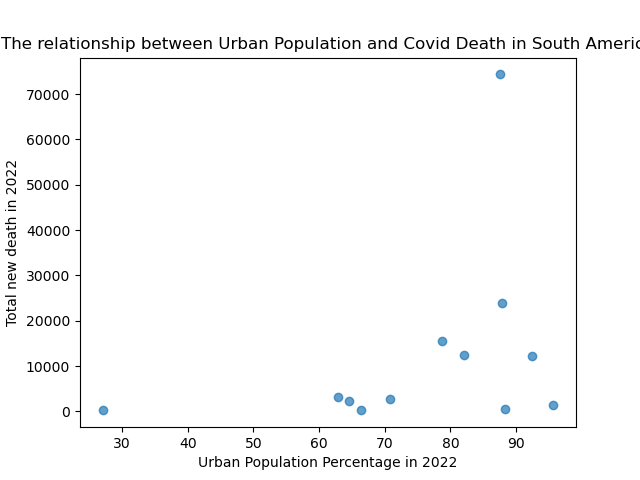 The relationship between Urban Population and Covid Death in South Americ
70000
60000
50000
40000
30000
20000
10000
0
Total new death in 2022
30 40 50 60 70 80 90
Urban Population Percentage in 2022